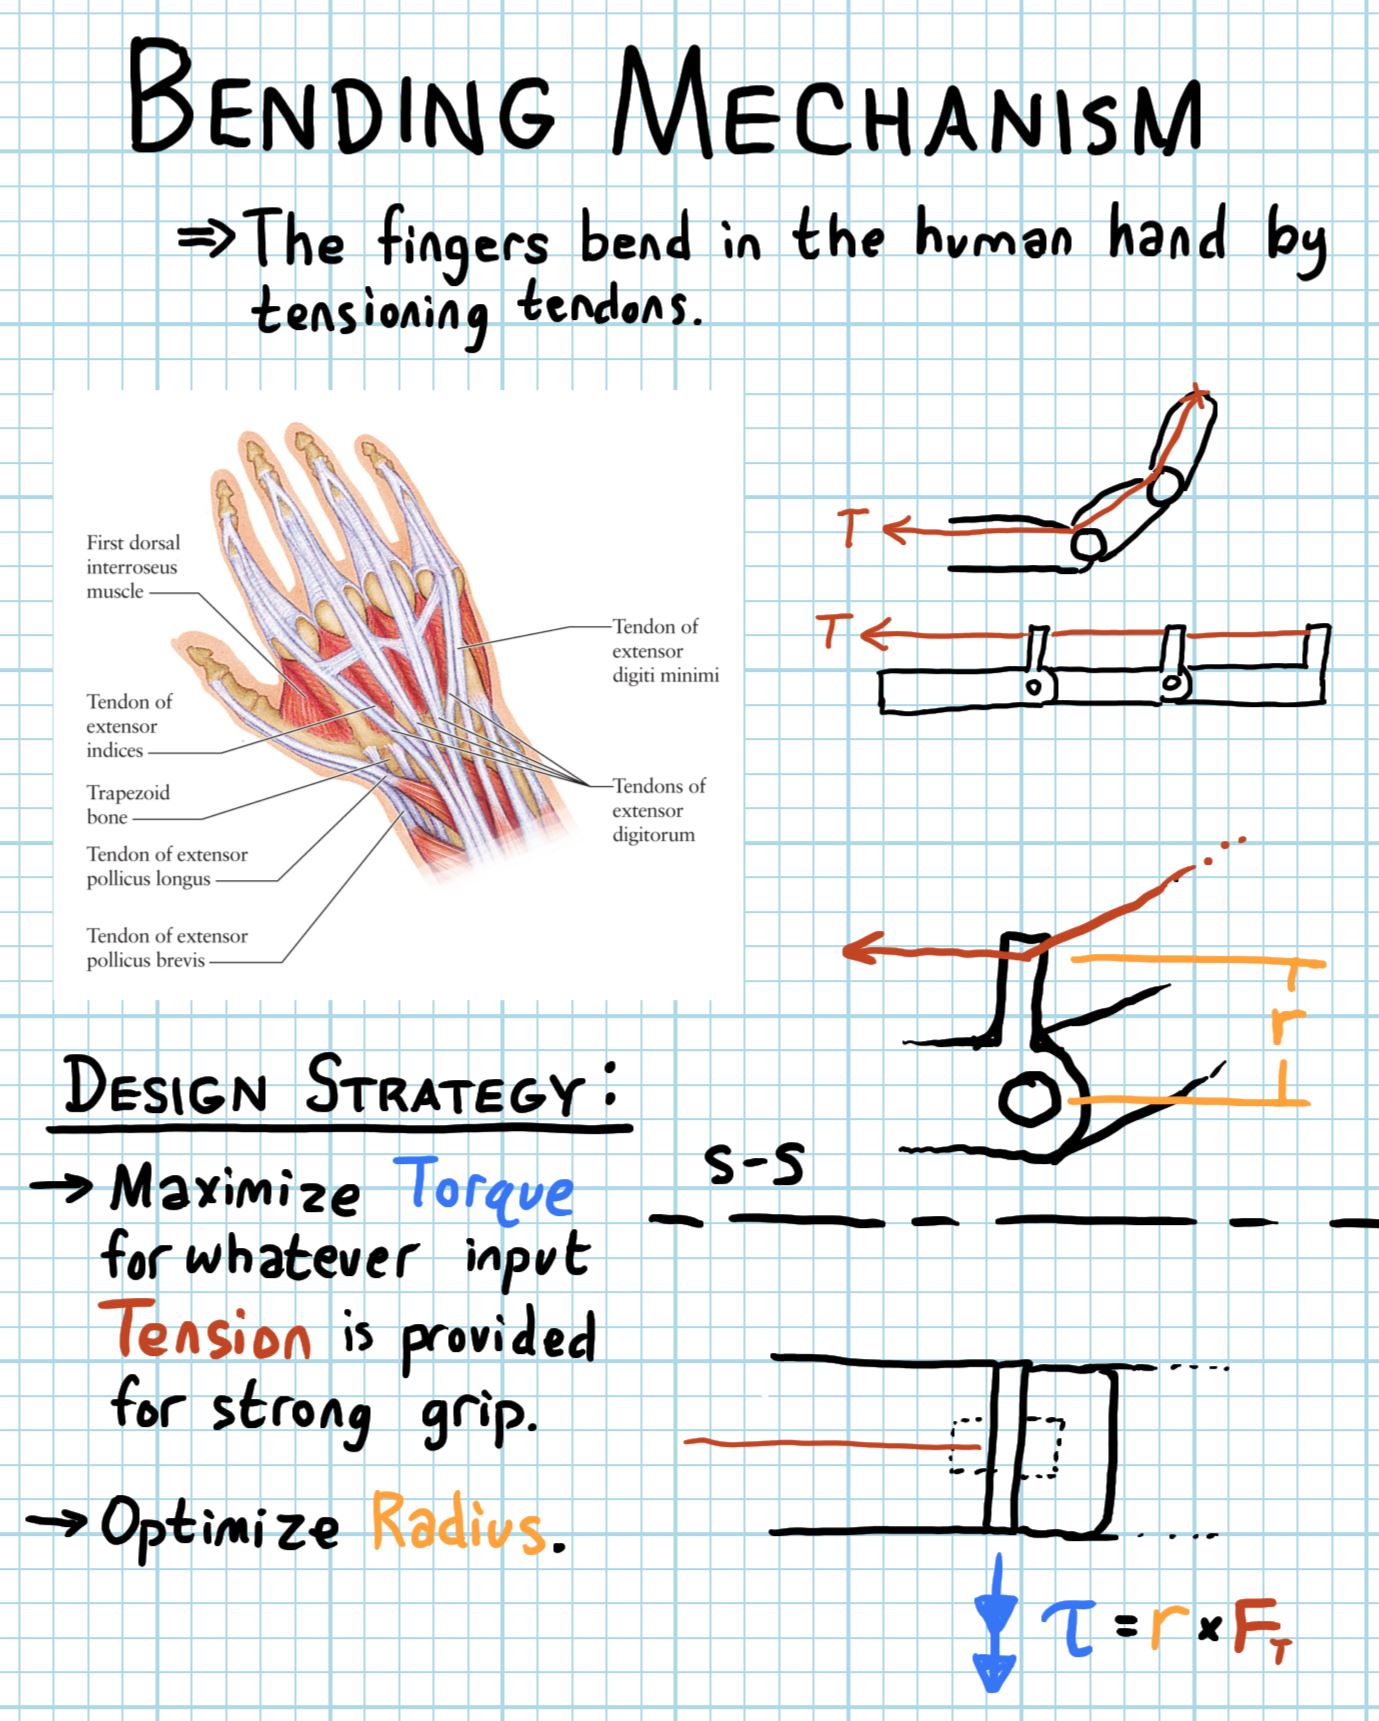 BENDING MECHANISM
⇒ The fingers bend in the human hand by
tensioning tendons.
First dorsal
interroseus
muscle
Tendon of
extensor
indices
Trapezoid
bone
Tendon of extensor
pollicus longus
Tendon of extensor
pollicus brevis
Tendon of
extensor
digiti minimi
Tendons of
extensor
digitorum
T
T
r
DESIGN STRATEGY:
→ Maximize Torque
for whatever input
Tension is provided
for strong grip.
→ Optimize Radius.
S-S
τ = r × F_T